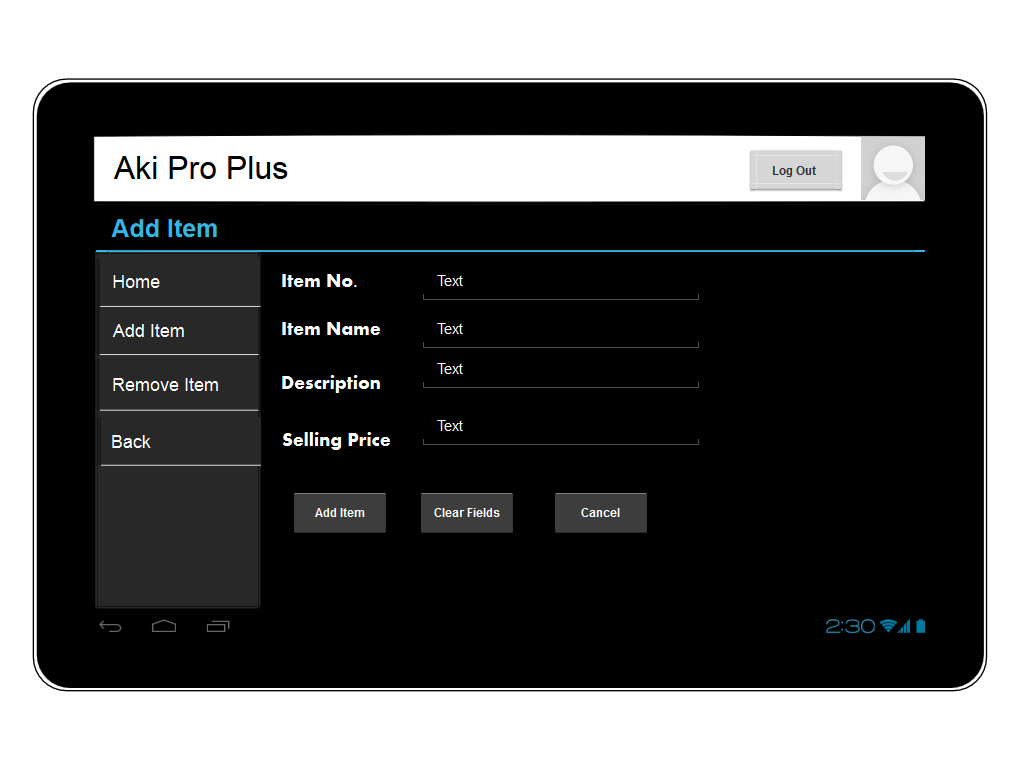 Aki Pro Plus
Log Out
Add Item
Home
Add Item
Remove Item
Back
Item No. Text
Item Name Text
Description Text
Selling Price Text
Add Item Clear Fields Cancel
2:30